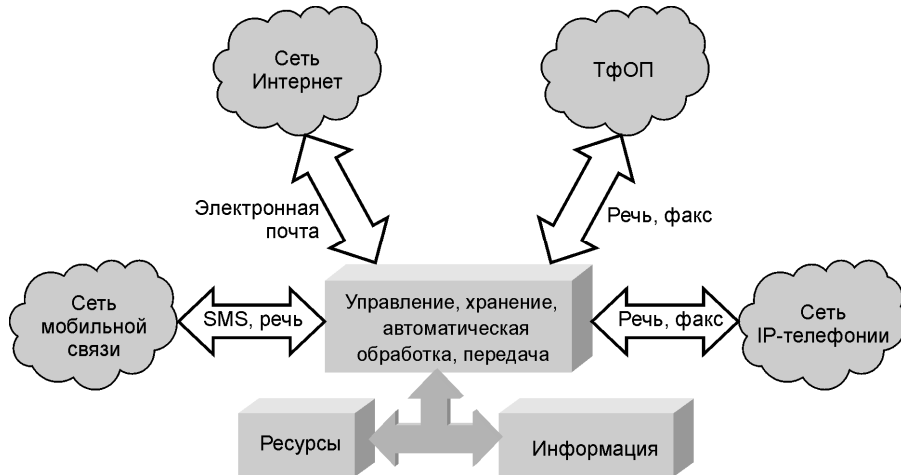 Сеть
Интернет
ТфОП
Электронная
почта
Речь, факс
Сеть
мобильной
связи
SMS, речь
Управление, хранение,
автоматическая
обработка, передача
Речь, факс
Сеть
IP-телефонии
Ресурсы
Информация